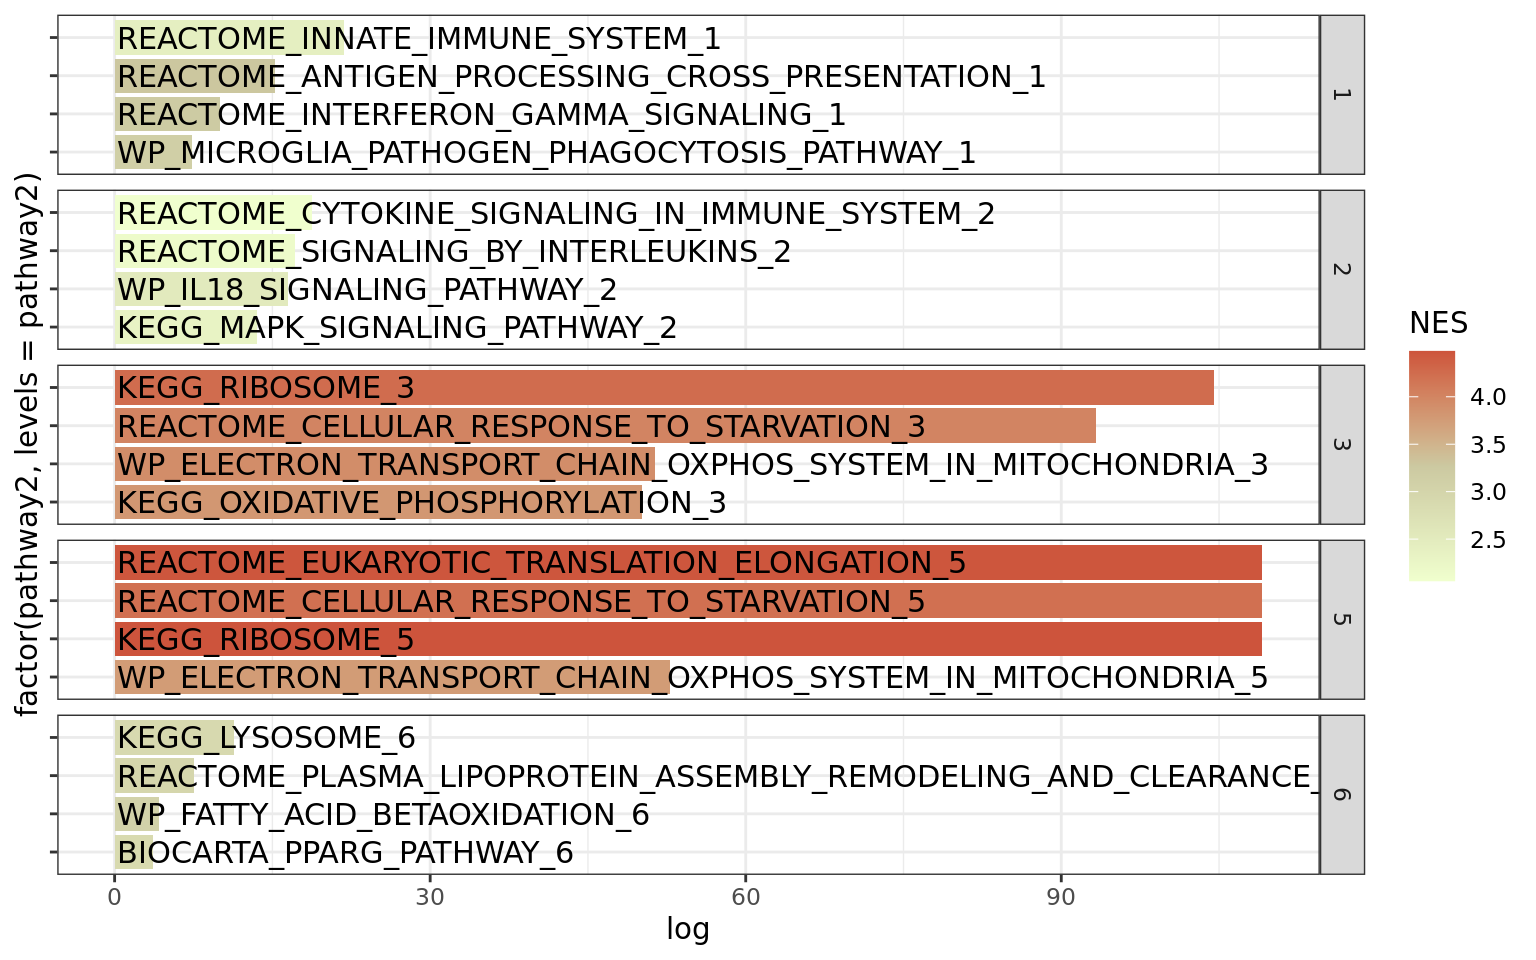 REACTOME_INNATE_IMMUNE_SYSTEM_1
REACTOME_ANTIGEN_PROCESSING_CROSS_PRESENTATION_1
REACTOME_INTERFERON_GAMMA_SIGNALING_1
WP_MICROGLIA_PATHOGEN_PHAGOCYTOSIS_PATHWAY_1
1
REACTOME_CYTOKINE_SIGNALING_IN_IMMUNE_SYSTEM_2
REACTOME_SIGNALING_BY_INTERLEUKINS_2
WP_IL18_SIGNALING_PATHWAY_2
KEGG_MAPK_SIGNALING_PATHWAY_2
2
KEGG_RIBOSOME_3
REACTOME_CELLULAR_RESPONSE_TO_STARVATION_3
WP_ELECTRON_TRANSPORT_CHAIN_OXPHOS_SYSTEM_IN_MITOCHONDRIA_3
KEGG_OXIDATIVE_PHOSPHORYLATION_3
3
REACTOME_EUKARYOTIC_TRANSLATION_ELONGATION_5
REACTOME_CELLULAR_RESPONSE_TO_STARVATION_5
KEGG_RIBOSOME_5
WP_ELECTRON_TRANSPORT_CHAIN_OXPHOS_SYSTEM_IN_MITOCHONDRIA_5
5
KEGG_LYSOSOME_6
REACTOME_PLASMA_LIPOPROTEIN_ASSEMBLY_REMODELING_AND_CLEARANCE_
WP_FATTY_ACID_BETAOXIDATION_6
BIOCARTA_PPARG_PATHWAY_6
6
factor(pathway2, levels = pathway2)
0 30 60 90
log
NES
4.0
3.5
3.0
2.5